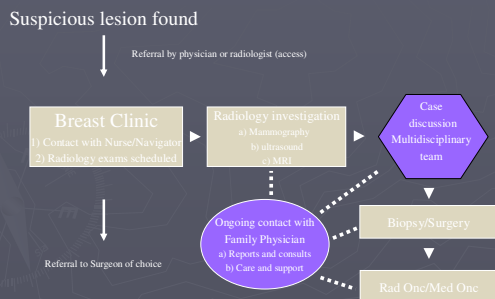 Suspicious lesion found
Referral by physician or radiologist (access)
Breast Clinic
1) Contact with Nurse/Navigator
2) Radiology exams scheduled
Radiology investigation
a) Mammography
b) ultrasound
c) MRI
Case
discussion
Multidisciplinary
team
Ongoing contact with
Family Physician
a) Reports and consults
b) Care and support
Biopsy/Surgery
Referral to Surgeon of choice
Rad Onc/Med Onc